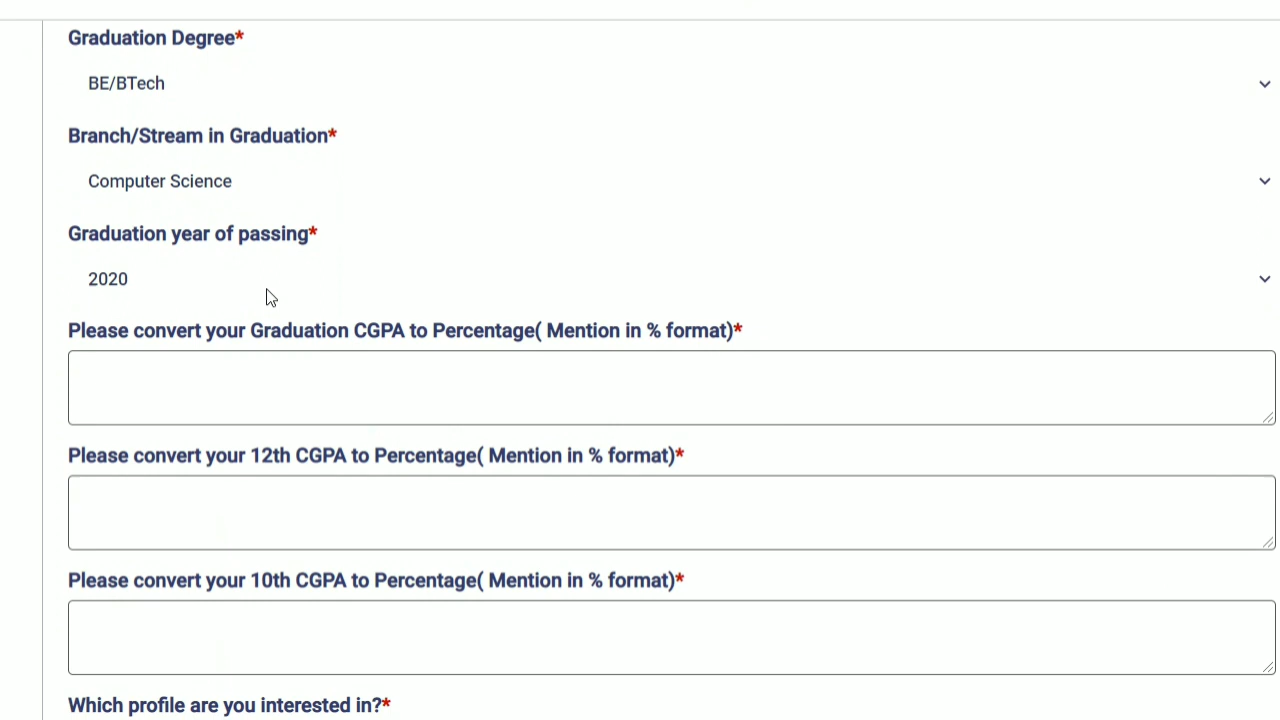 Graduation Degree*
BE/BTech
Branch/Stream in Graduation*
Computer Science
Graduation year of passing*
2020
Please convert your Graduation CGPA to Percentage( Mention in % format)*
Please convert your 12th CGPA to Percentage( Mention in % format)*
Please convert your 10th CGPA to Percentage( Mention in % format)*
Which profile are you interested in?*